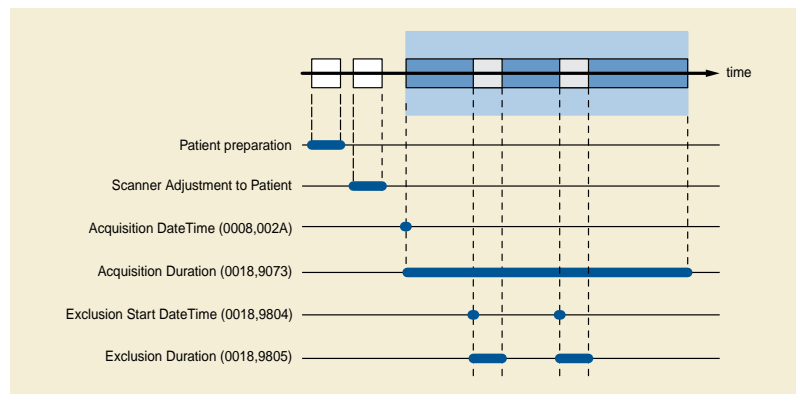 time
Patient preparation
Scanner Adjustment to Patient
Acquisition DateTime (0008,002A)
Acquisition Duration (0018,9073)
Exclusion Start DateTime (0018,9804)
Exclusion Duration (0018,9805)